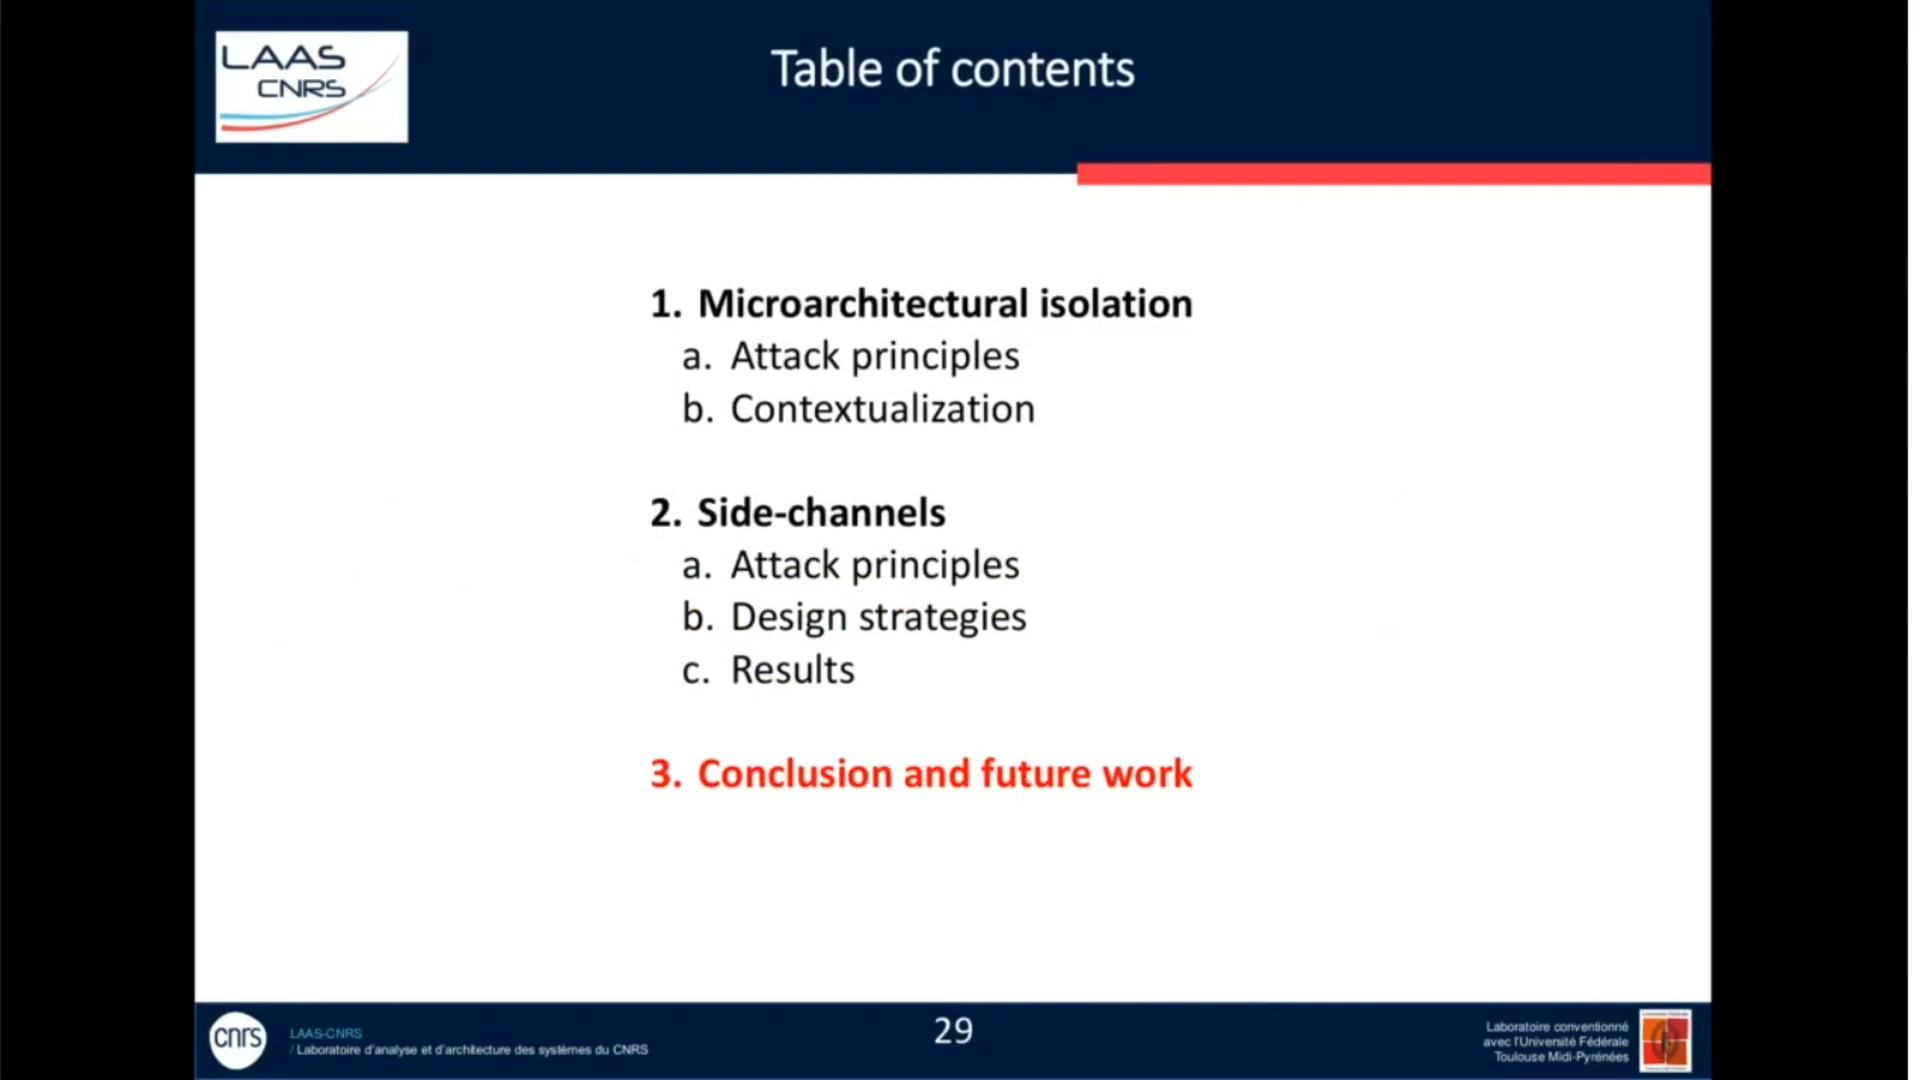 LAAS
CNRS
Table of contents
1. Microarchitectural isolation
a. Attack principles
b. Contextualization
2. Side-channels
a. Attack principles
b. Design strategies
c. Results
3. Conclusion and future work
cnrs
LAAS-CNRS
/ Laboratoire d'analyse et d'architecture des systèmes du CNRS
29
Laboratoire conventionné
avec l'Université Fédérale
Toulouse Midi-Pyrénées